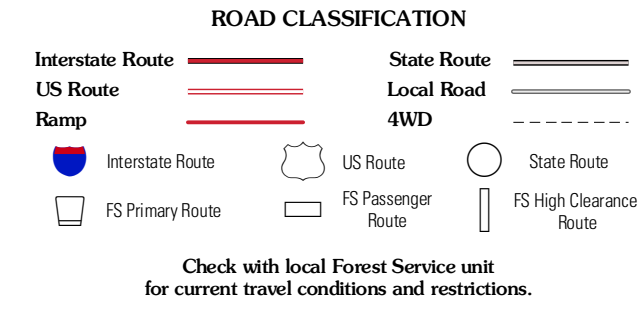 ROAD CLASSIFICATION
Interstate Route
State Route
US Route
Local Road
Ramp
4WD
Interstate Route
US Route
State Route
FS Primary Route
FS Passenger
Route
FS High Clearance
Route
Check with local Forest Service unit
for current travel conditions and restrictions.